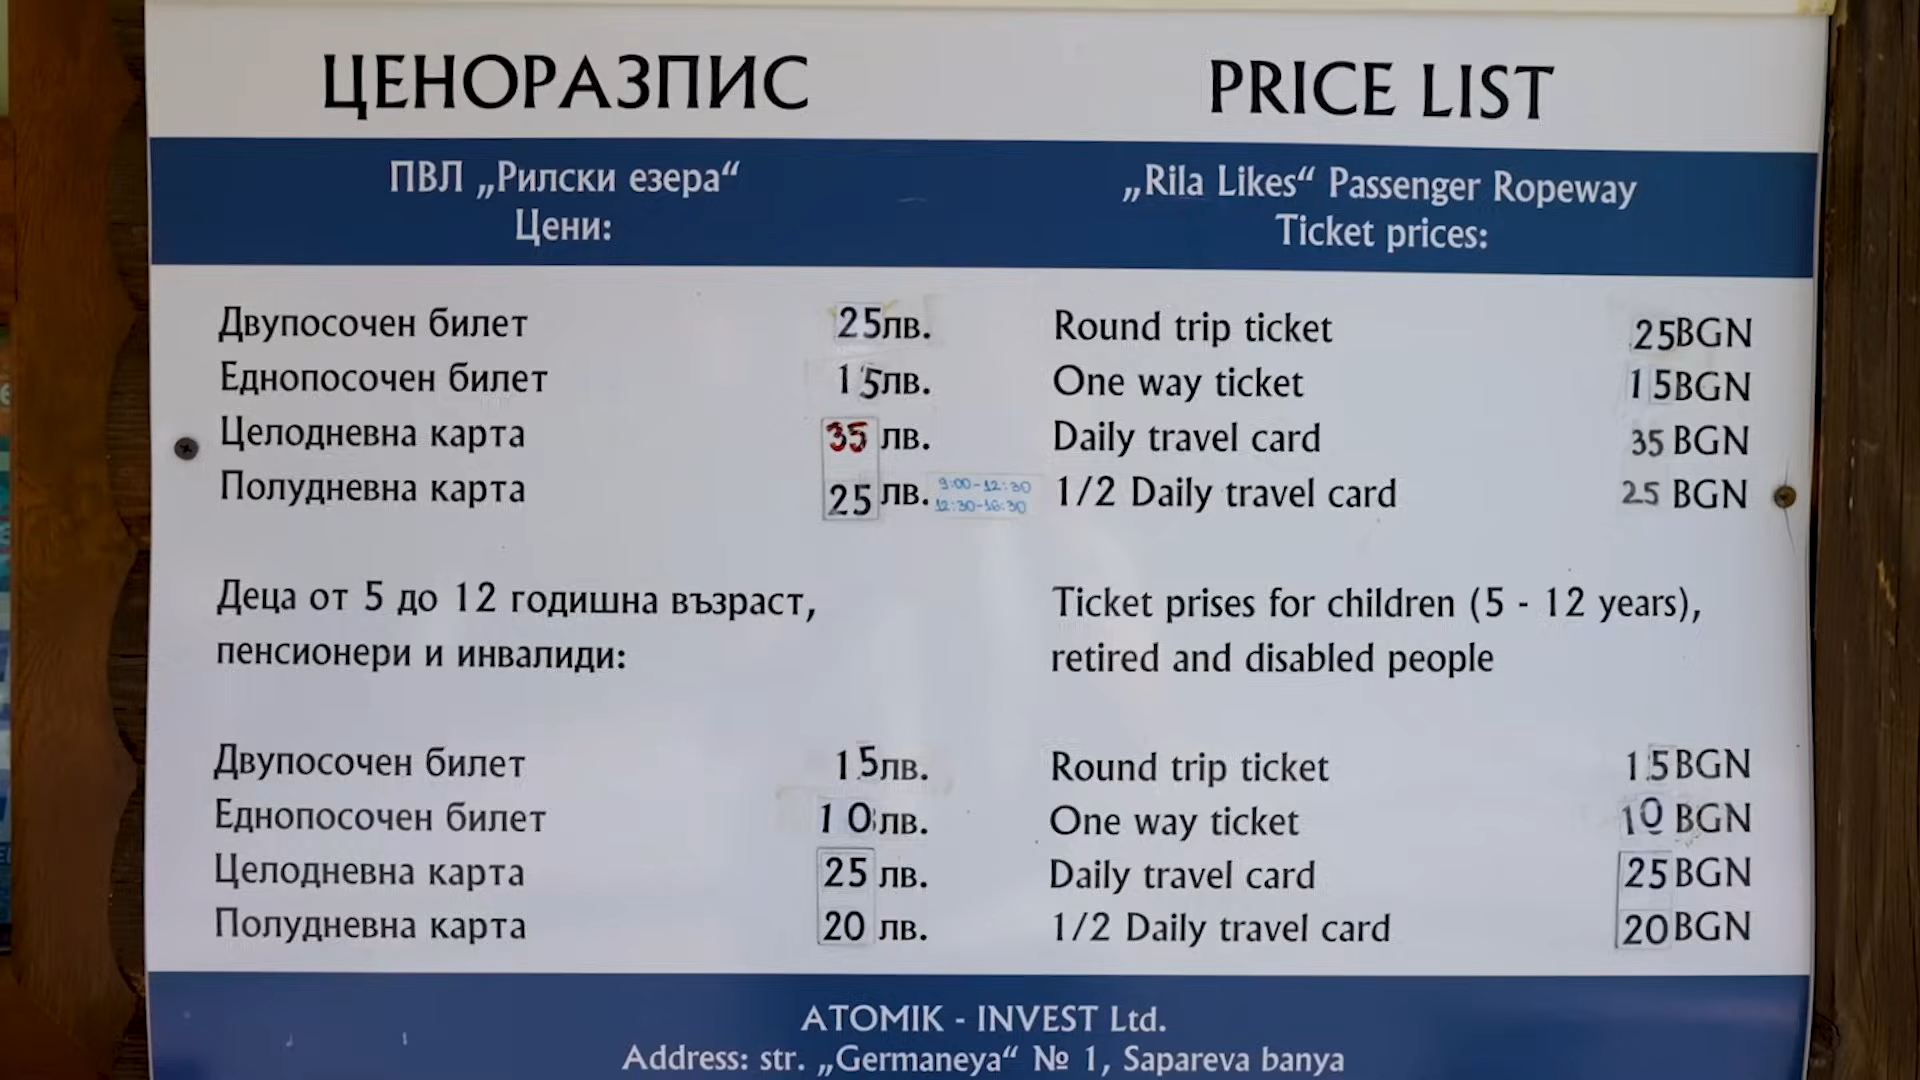 ЦЕНОРАЗПИС
ПВЛ „Рилски езера“
Цени:
Двупосочен билет 25лв.
Еднопосочен билет 15лв.
Целодневна карта 35 лв.
Полудневна карта 25 лв. 9:00-12:30
12:30-16:30
Деца от 5 до 12 годишна възраст,
пенсионери и инвалиди:
Двупосочен билет 15лв.
Еднопосочен билет 10лв.
Целодневна карта 25 лв.
Полудневна карта 20 лв.
PRICE LIST
„Rila Likes“ Passenger Ropeway
Ticket prices:
Round trip ticket 25BGN
One way ticket 15BGN
Daily travel card 35 BGN
1/2 Daily travel card 25 BGN
Ticket prises for children (5 - 12 years),
retired and disabled people
Round trip ticket 15BGN
One way ticket 10 BGN
Daily travel card 25BGN
1/2 Daily travel card 20BGN
ATOMIK - INVEST Ltd.
Address: str. „Germaneya“ № 1, Sapareva banya